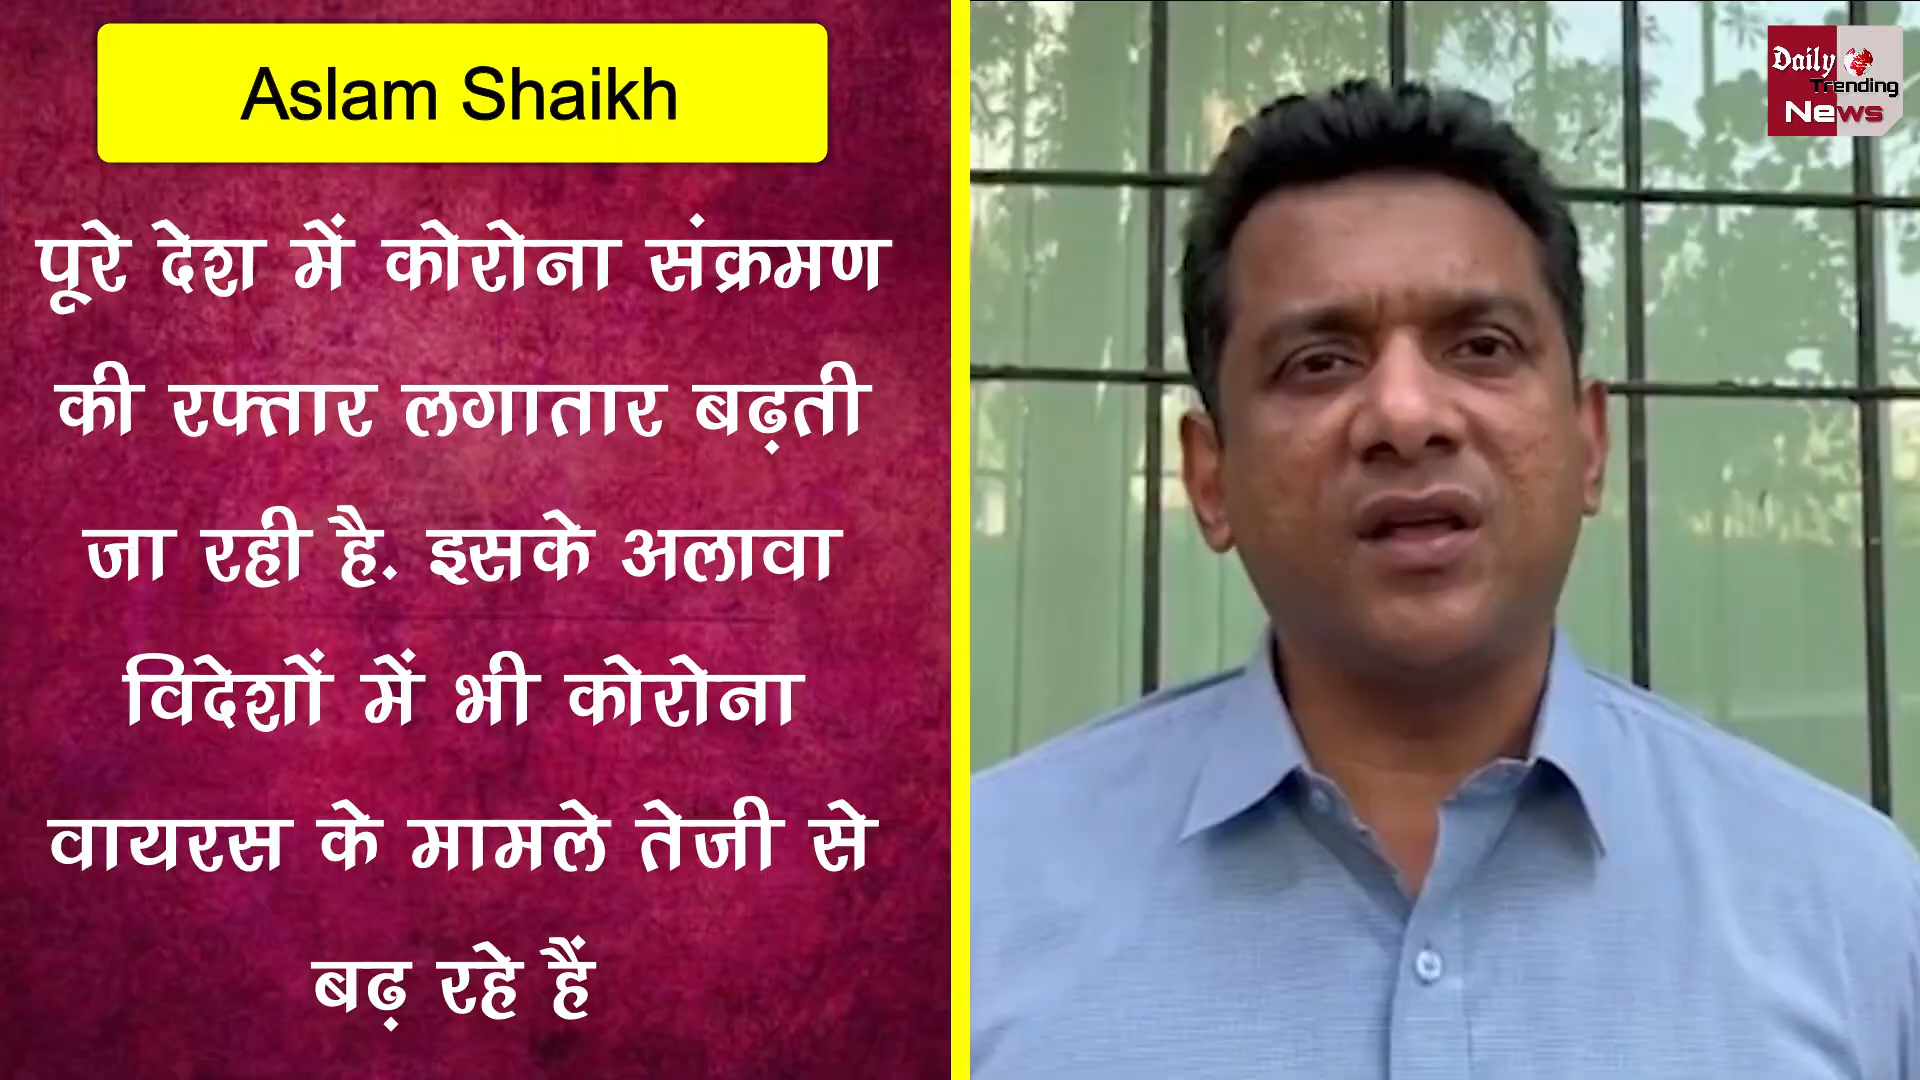 Aslam Shaikh
पूरे देश में कोरोना संक्रमण
की रफ्तार लगातार बढ़ती
जा रही है. इसके अलावा
विदेशों में भी कोरोना
वायरस के मामले तेजी से
बढ़ रहे हैं
Daily
Trending
News